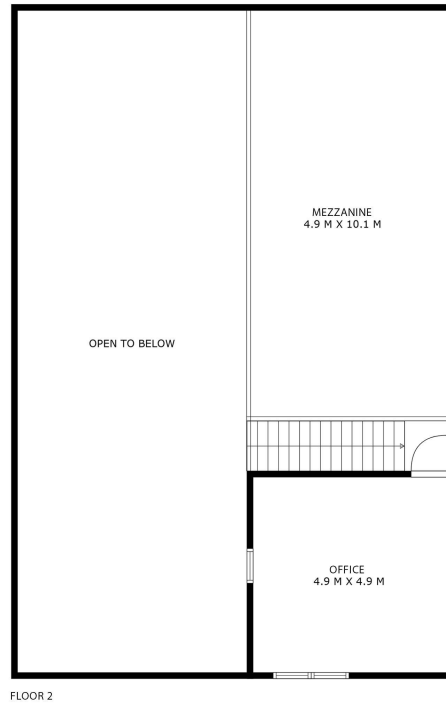 MEZZANINE
4.9 M X 10.1 M
OPEN TO BELOW
OFFICE
4.9 M X 4.9 M
FLOOR 2